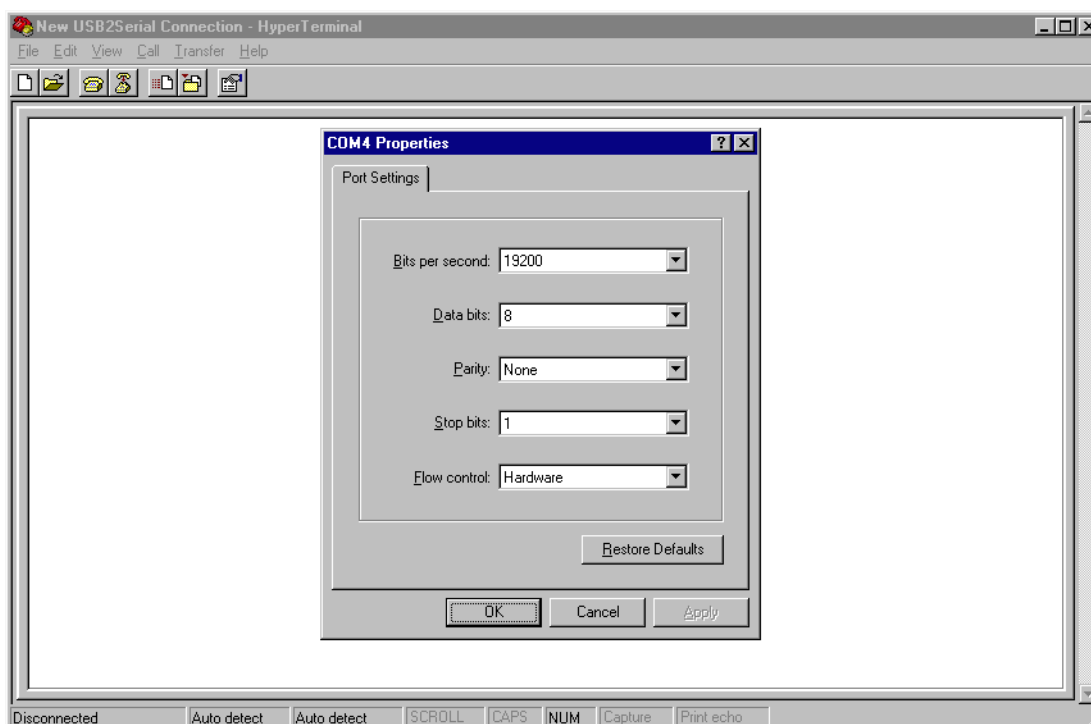 New USB2Serial Connection - HyperTerminal
File Edit View Call Transfer Help
COM4 Properties
Port Settings
Bits per second: 19200
Data bits: 8
Parity: None
Stop bits: 1
Flow control: Hardware
Restore Defaults
OK Cancel Apply
Disconnected Auto detect Auto detect SCROLL CAPS NUM Capture Print echo